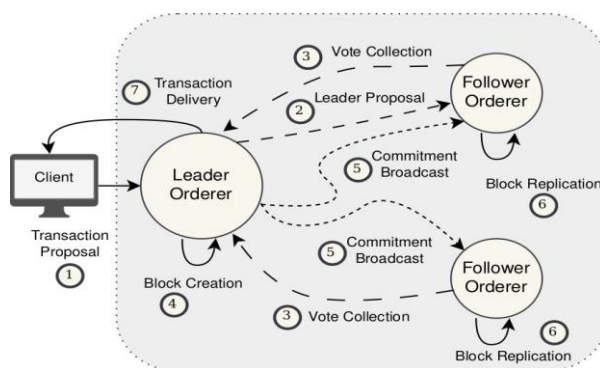 3 Vote Collection
7 Transaction
Delivery
2 Leader Proposal
Follower
Orderer
Client
Leader
Orderer
5 Commitment
Broadcast
Block Replication
6
Transaction
Proposal
1
Block Creation
4
5 Commitment
Broadcast
Follower
Orderer
3 Vote Collection
6
Block Replication